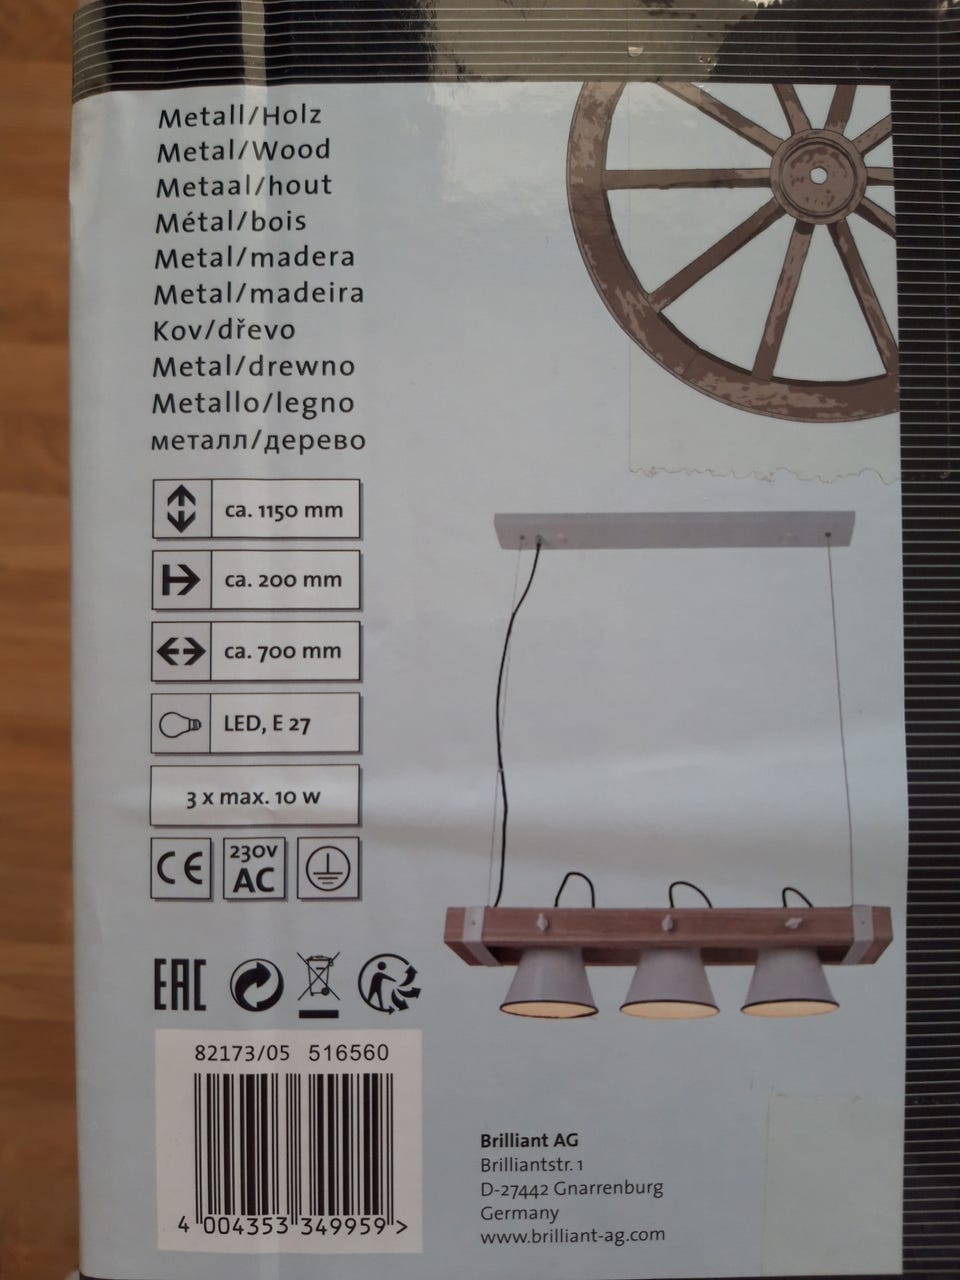 Metall/Holz
Metal/Wood
Metaal/hout
Métal/bois
Metal/madera
Metal/madeira
Kov/dřevo
Metal/drewno
Metallo/legno
металл/дерево
ca. 1150 mm
ca. 200 mm
ca. 700 mm
LED, E 27
3 x max. 10 W
CE
230V
AC
EAC
82173/05 516560
4 004353 349959 >
Brilliant AG
Brilliantstr. 1
D-27442 Gnarrenburg
Germany
www.brilliant-ag.com